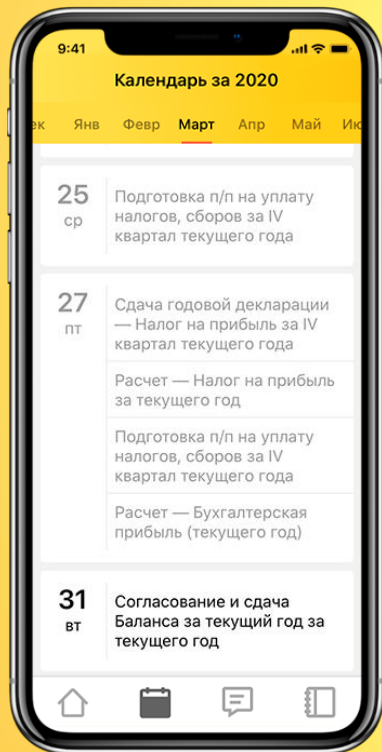 9:41
Календарь за 2020
ек Янв Февр Март Апр Май Ию
25
ср
Подготовка п/п на уплату
налогов, сборов за IV
квартал текущего года
27
пт
Сдача годовой декларации
— Налог на прибыль за IV
квартал текущего года
Расчет — Налог на прибыль
за текущего год
Подготовка п/п на уплату
налогов, сборов за IV
квартал текущего года
Расчет — Бухгалтерская
прибыль (текущего год)
31
вт
Согласование и сдача
Баланса за текущий год за
текущего год